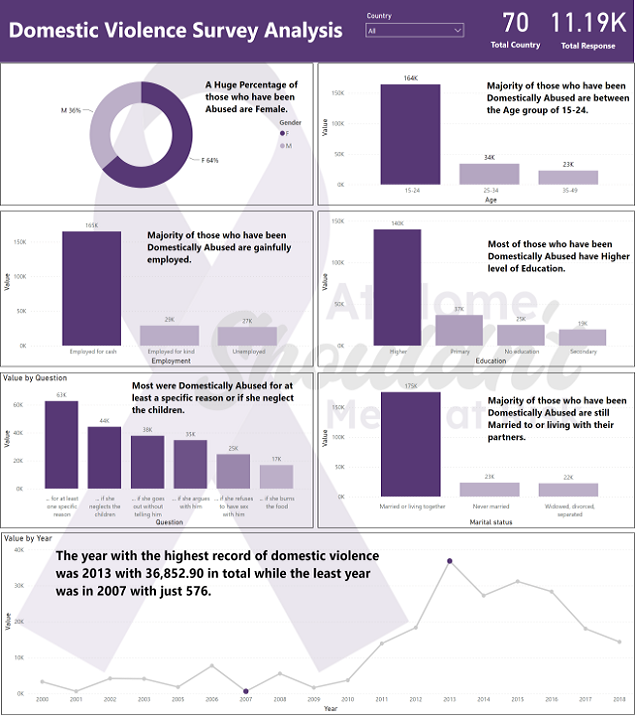 Domestic Violence Survey Analysis
Country
All
70
Total Country
11.19K
Total Response
A Huge Percentage of
those who have been
Abused are Female.
Gender
F
M
M 36%
F 64%
Majority of those who have been
Domestically Abused are between
the Age group of 15-24.
Value
150K
100K
50K
0K
164K
34K
23K
15-24
25-34
35-49
Age
Majority of those who have been
Domestically Abused are gainfully
employed.
Value
150K
100K
50K
0K
165K
29K
27K
Employed for cash
Employed for kind
Unemployed
Employment
Most of those who have been
Domestically Abused have Higher
level of Education.
Value
150K
100K
50K
0K
140K
37K
25K
19K
Higher
Primary
No education
Secondary
Education
Value by Question
Most were Domestically Abused for at
least a specific reason or if she neglect
the children.
Value
60K
40K
20K
0K
63K
44K
38K
35K
25K
17K
... for at least
one specific
reason
... if she
neglects the
children
... if she goes
out without
telling him
... if she argues
with him
... if she refuses
to have sex
with him
... if she burns
the food
Question
Majority of those who have been
Domestically Abused are still
Married to or living with their
partners.
Value
150K
100K
50K
0K
175K
23K
22K
Married or living together
Never married
Widowed, divorced,
separated
Marital status
At Home,
Shouldn't
Value by Year
The year with the highest record of domestic violence
was 2013 with 36,852.90 in total while the least year
was in 2007 with just 576.
Value
40K
30K
20K
10K
0K
2000
2001
2002
2003
2004
2005
2006
2007
2008
2009
2010
2011
2012
2013
2014
2015
2016
2017
2018
Year